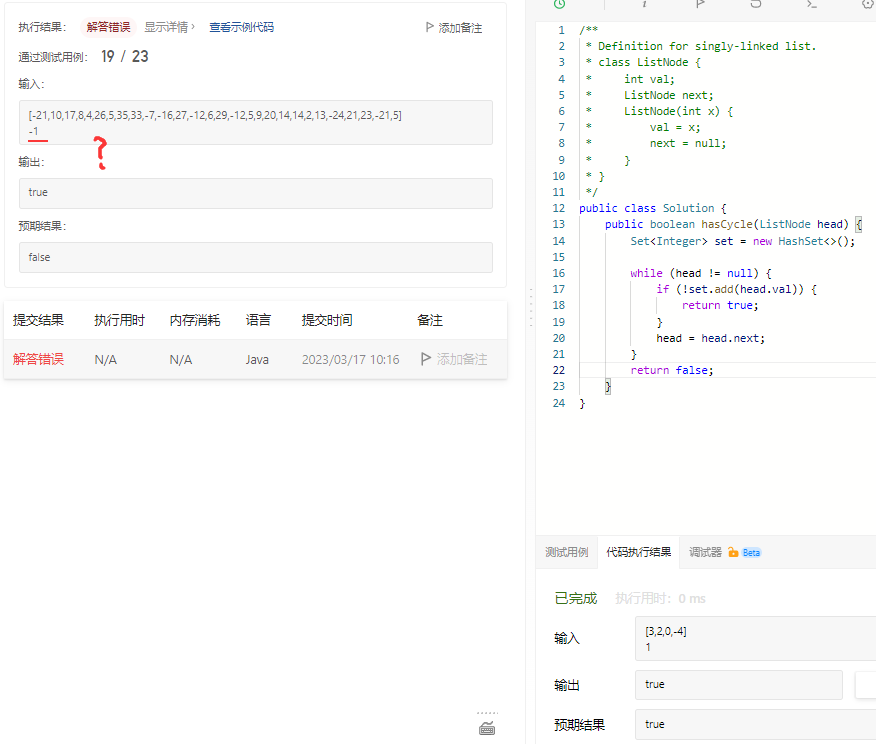 执行结果： 解答错误 显示详情 › 查看示例代码 添加备注
通过测试用例： 19 / 23
输入：
[-21,10,17,8,4,26,5,35,33,-7,-16,27,-12,6,29,-12,5,9,20,14,14,2,13,-24,21,23,-21,5]
-1
?
输出：
true
预期结果：
false
提交结果 执行用时 内存消耗 语言 提交时间 备注
解答错误 N/A N/A Java 2023/03/17 10:16 添加备注
1 /**
2 * Definition for singly-linked list.
3 * class ListNode {
4 * int val;
5 * ListNode next;
6 * ListNode(int x) {
7 * val = x;
8 * next = null;
9 * }
10 * }
11 */
12 public class Solution {
13 public boolean hasCycle(ListNode head) {
14 Set<Integer> set = new HashSet<>();
15
16 while (head != null) {
17 if (!set.add(head.val)) {
18 return true;
19 }
20 head = head.next;
21 }
22 return false;
23 }
24 }
测试用例 代码执行结果 调试器 Beta
已完成 执行用时：0 ms
输入
[3,2,0,-4]
1
输出 true
预期结果 true